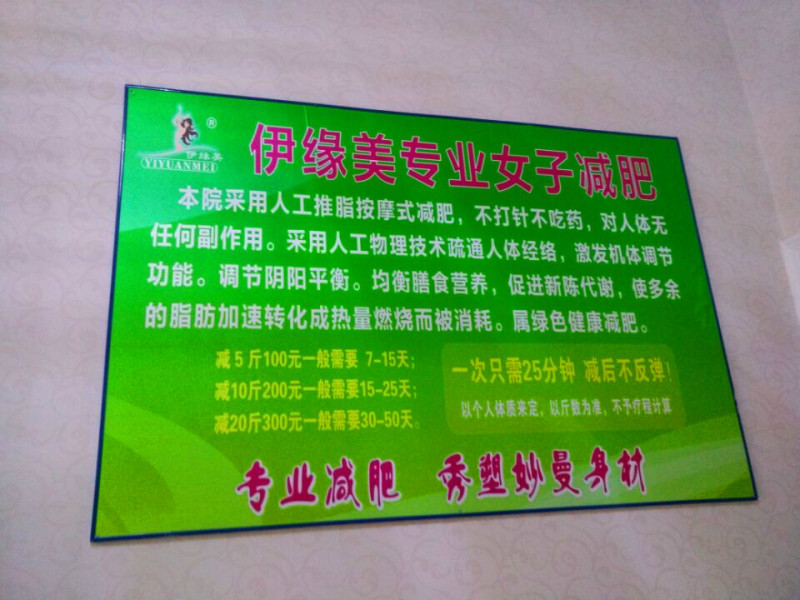 伊缘美专业女子减肥
®
伊缘美
YIYUANMEI
本院采用人工推脂按摩式减肥，不打针不吃药，对人体无
任何副作用。采用人工物理技术疏通人体经络，激发机体调节
功能。调节阴阳平衡。均衡膳食营养，促进新陈代谢，使多余
的脂肪加速转化成热量燃烧而被消耗。属绿色健康减肥。
减5斤100元一般需要 7-15天；
减10斤200元一般需要15-25天；
减20斤300元一般需要30-50天。
一次只需25分钟 减后不反弹！
以个人体质来定，以斤数为准，不予疗程计算
专业减肥 秀塑妙曼身材